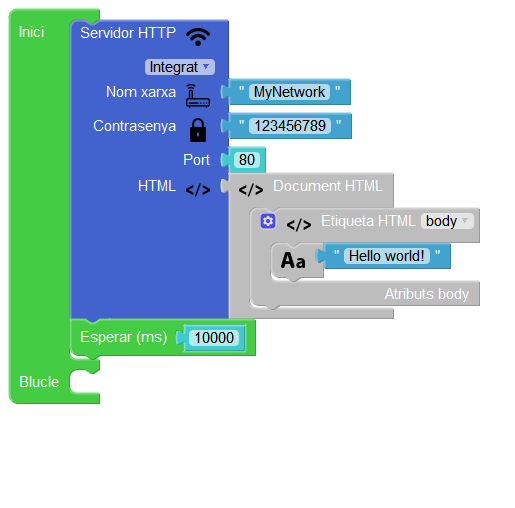 Inici
Servidor HTTP
Integrat
Nom xarxa " MyNetwork "
Contrasenya " 123456789 "
Port 80
HTML </> </> Document HTML
</> Etiqueta HTML body
Aa " Hello world! "
Atributs body
Esperar (ms) 10000
Blucle